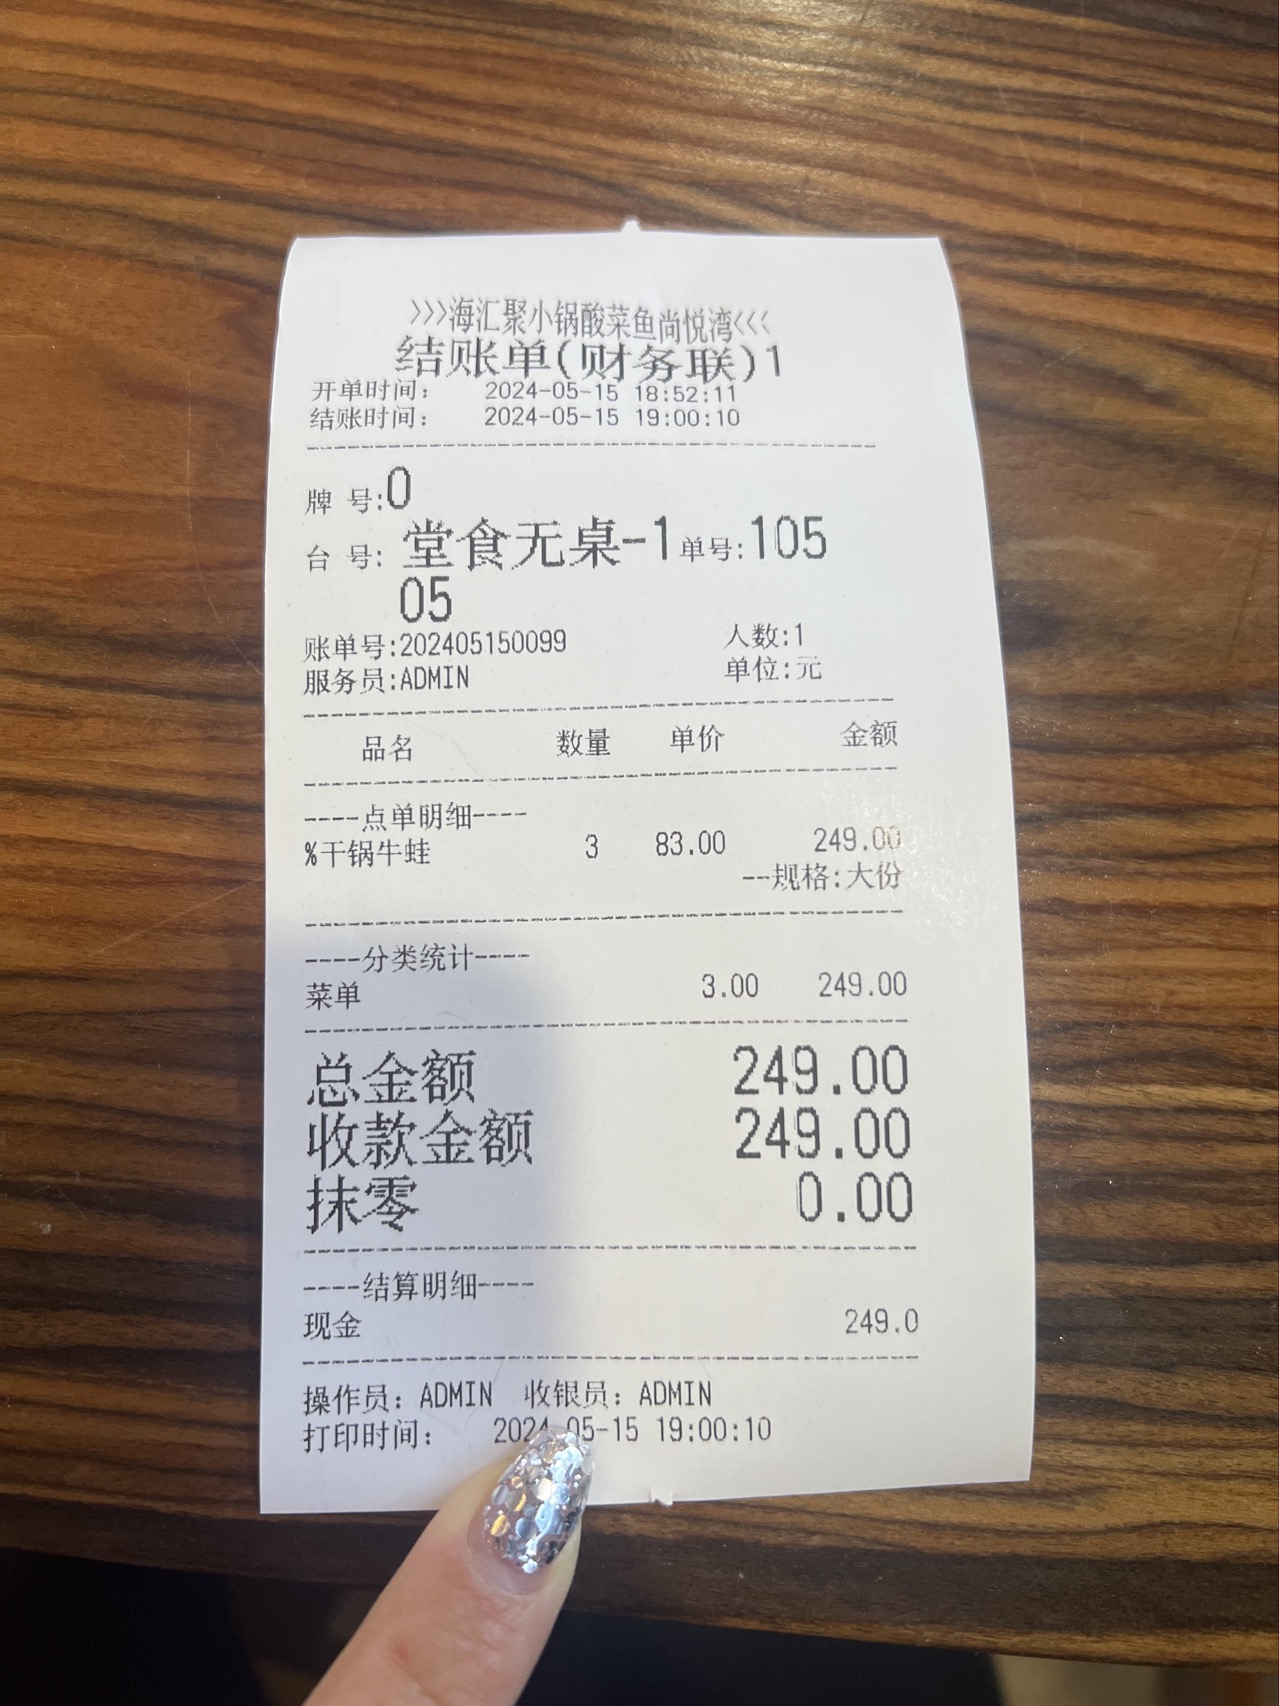 >>>海汇聚小锅酸菜鱼尚悦湾<<<
结账单(财务联)1
开单时间: 2024-05-15 18:52:11
结账时间: 2024-05-15 19:00:10
牌 号:0
台 号: 堂食无桌-1 单号:105
05
账单号:202405150099 人数:1
服务员:ADMIN 单位:元
品名 数量 单价 金额
----点单明细----
%干锅牛蛙 3 83.00 249.00
--规格:大份
----分类统计----
菜单 3.00 249.00
总金额 249.00
收款金额 249.00
抹零 0.00
----结算明细----
现金 249.0
操作员: ADMIN 收银员: ADMIN
打印时间: 2024-05-15 19:00:10